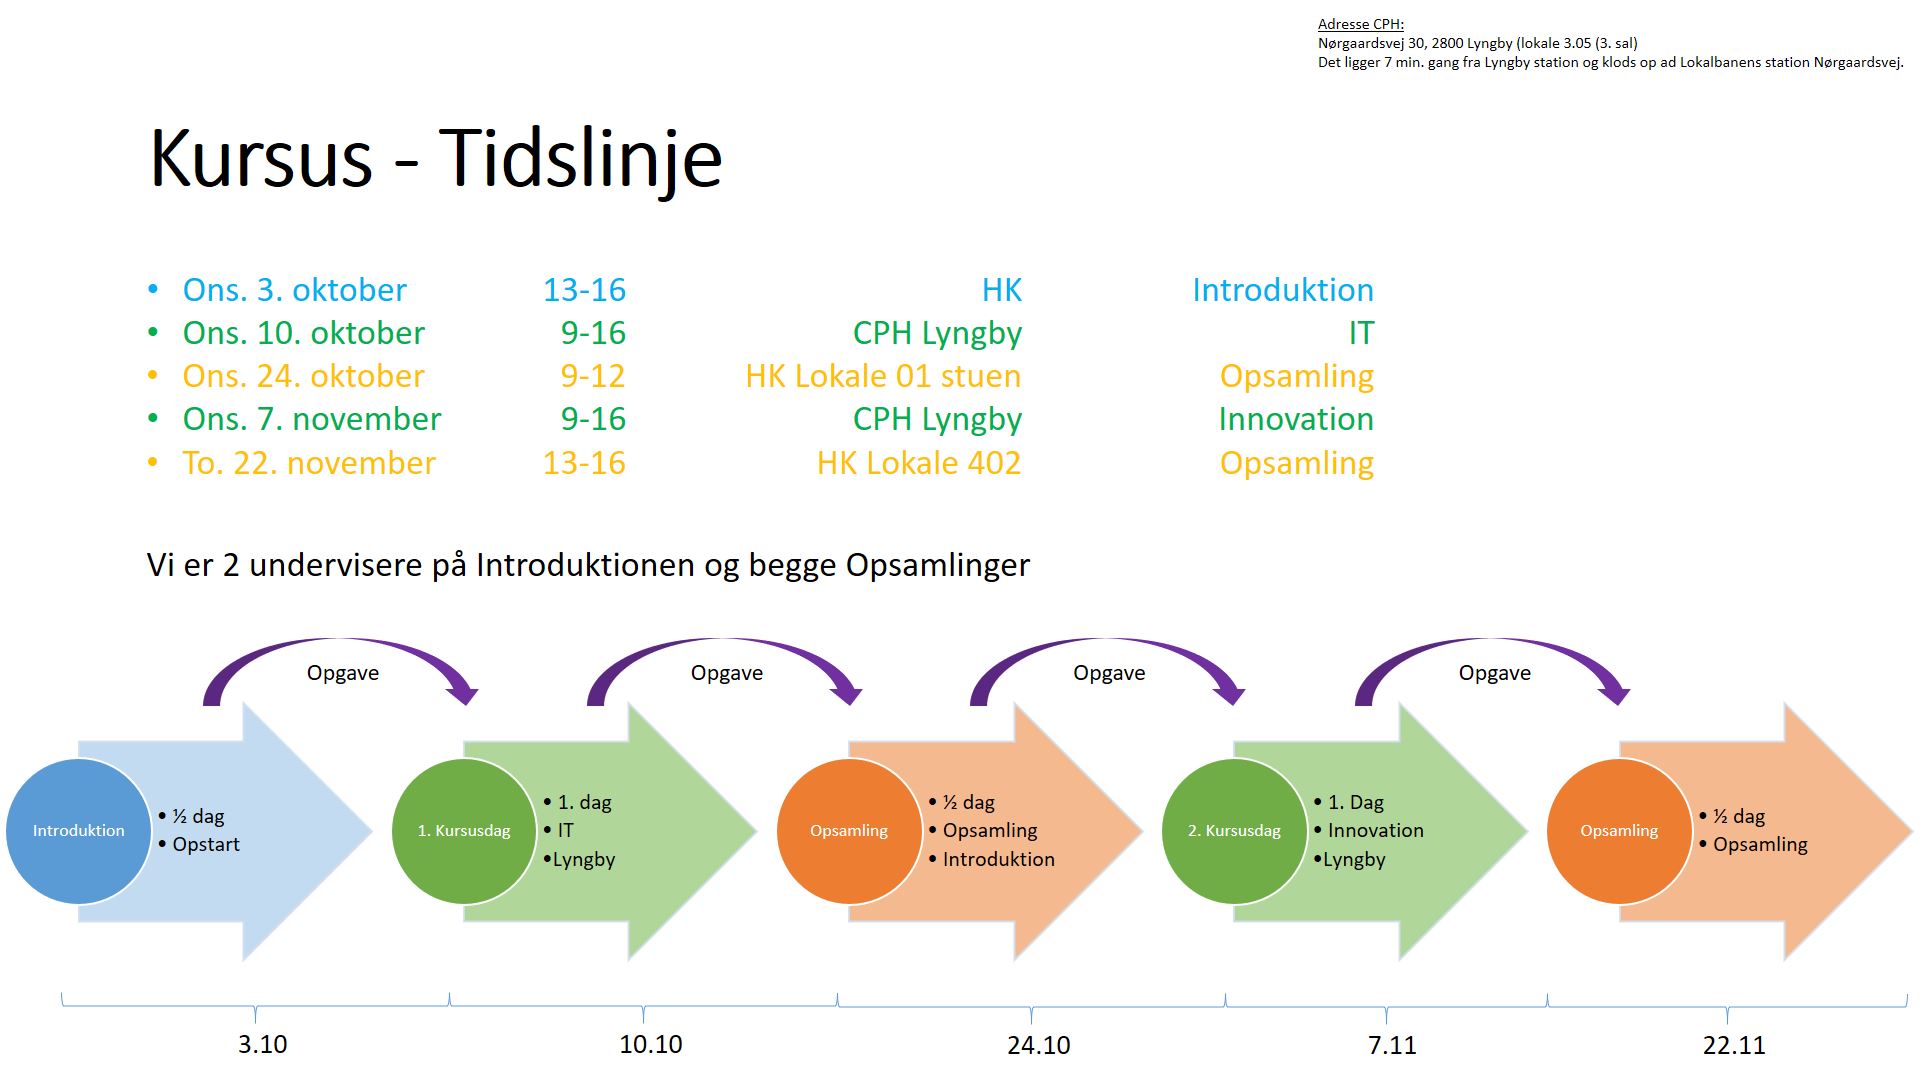 Adresse CPH:
Nørgaardsvej 30, 2800 Lyngby (lokale 3.05 (3. sal)
Det ligger 7 min. gang fra Lyngby station og klods op ad Lokalbanens station Nørgaardsvej.
Kursus - Tidslinje
• Ons. 3. oktober 13-16 HK Introduktion
• Ons. 10. oktober 9-16 CPH Lyngby IT
• Ons. 24. oktober 9-12 HK Lokale 01 stuen Opsamling
• Ons. 7. november 9-16 CPH Lyngby Innovation
• To. 22. november 13-16 HK Lokale 402 Opsamling
Vi er 2 undervisere på Introduktionen og begge Opsamlinger
Opgave
Opgave
Opgave
Opgave
Introduktion
• ½ dag
• Opstart
1. Kursusdag
• 1. dag
• IT
•Lyngby
Opsamling
• ½ dag
• Opsamling
• Introduktion
2. Kursusdag
• 1. Dag
• Innovation
•Lyngby
Opsamling
• ½ dag
• Opsamling
3.10
10.10
24.10
7.11
22.11